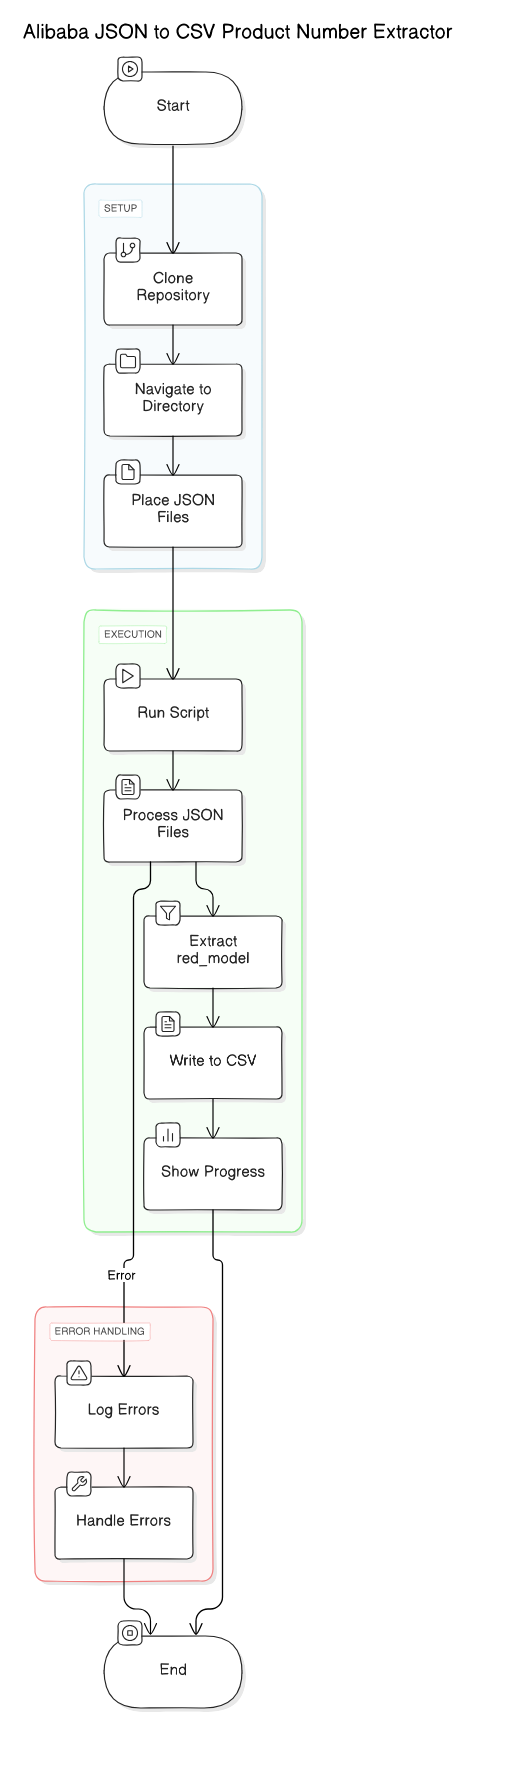 Alibaba JSON to CSV Product Number Extractor
Start
SETUP
Clone
Repository
Navigate to
Directory
Place JSON
Files
EXECUTION
Run Script
Process JSON
Files
Extract
red_model
Write to CSV
Show Progress
Error
ERROR HANDLING
Log Errors
Handle Errors
End